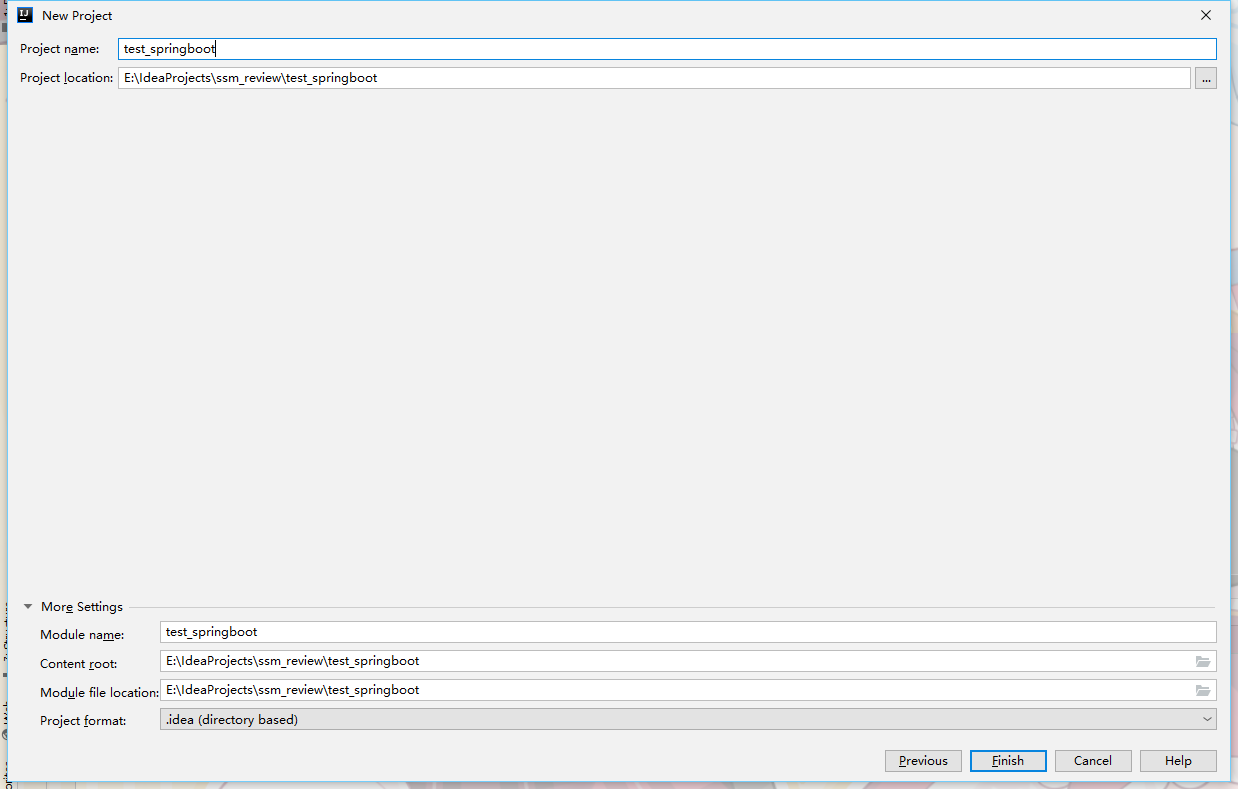 New Project
Project name: test_springboot
Project location: E:\IdeaProjects\ssm_review\test_springboot ...
More Settings
Module name: test_springboot
Content root: E:\IdeaProjects\ssm_review\test_springboot
Module file location: E:\IdeaProjects\ssm_review\test_springboot
Project format: .idea (directory based)
Previous Finish Cancel Help